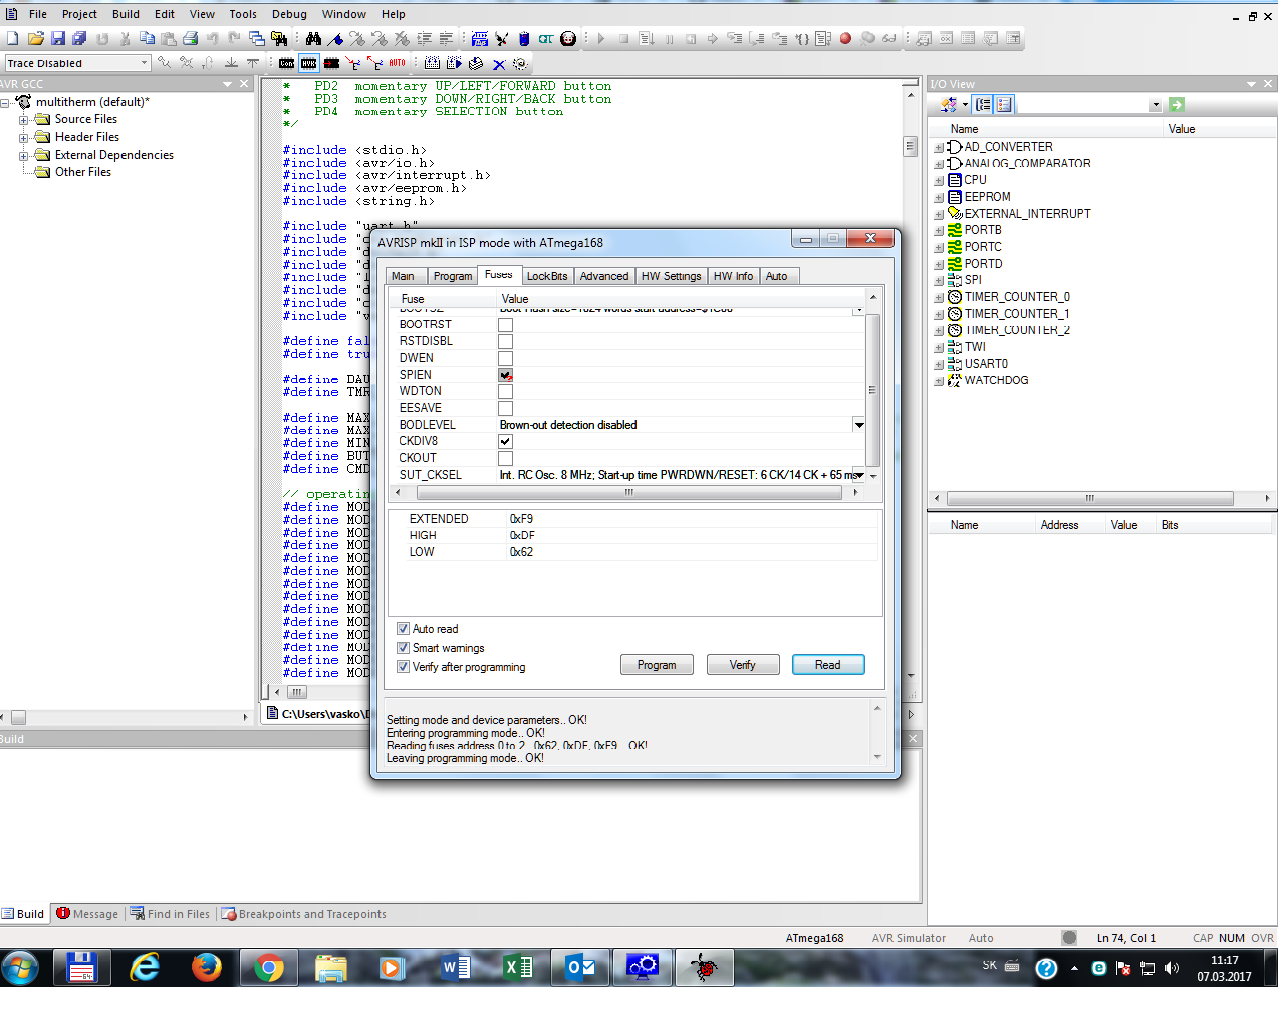 File Project Build Edit View Tools Debug Window Help
Trace Disabled
AVR GCC
multitherm (default)*
Source Files
Header Files
External Dependencies
Other Files
* PD2 momentary UP/LEFT/FORWARD button
* PD3 momentary DOWN/RIGHT/BACK button
* PD4 momentary SELECTION button
*/
#include <stdio.h>
#include <avr/io.h>
#include <avr/interrupt.h>
#include <avr/eeprom.h>
#include <string.h>
#include "uart.h"
#include "c
#include "d
#include "d
#include "d
#include "l
#include "d
#include "c
#include "v
#define fal
#define tru
#define DAU
#define TMR
#define MAX
#define MAX
#define MIN
#define BUT
#define CMD
// operatin
#define MOD
#define MOD
#define MOD
#define MOD
#define MOD
#define MOD
#define MOD
#define MOD
#define MOD
#define MOD
#define MOD
#define MOD
#define MOD
#define MOD
C:\Users\vasko\D
AVRISP mkII in ISP mode with ATmega168
Main Program Fuses LockBits Advanced HW Settings HW Info Auto
Fuse Value
BOOTSZ Boot Flash size=1024 words start address=$1C00
BOOTRST
RSTDISBL
DWEN
SPIEN
WDTON
EESAVE
BODLEVEL Brown-out detection disabled
CKDIV8
CKOUT
SUT_CKSEL Int. RC Osc. 8 MHz; Start-up time PWRDWN/RESET: 6 CK/14 CK + 65 ms
EXTENDED 0xF9
HIGH 0xDF
LOW 0x62
Auto read
Smart warnings
Verify after programming
Program Verify Read
Setting mode and device parameters.. OK!
Entering programming mode.. OK!
Reading fuses address 0 to 2.. 0x62, 0xDF, 0xF9 .. OK!
Leaving programming mode.. OK!
I/O View
Name Value
AD_CONVERTER
ANALOG_COMPARATOR
CPU
EEPROM
EXTERNAL_INTERRUPT
PORTB
PORTC
PORTD
SPI
TIMER_COUNTER_0
TIMER_COUNTER_1
TIMER_COUNTER_2
TWI
USART0
WATCHDOG
Name Address Value Bits
Build
Build Message Find in Files Breakpoints and Tracepoints
ATmega168 AVR Simulator Auto Ln 74, Col 1 CAP NUM OVR
SK
11:17
07.03.2017